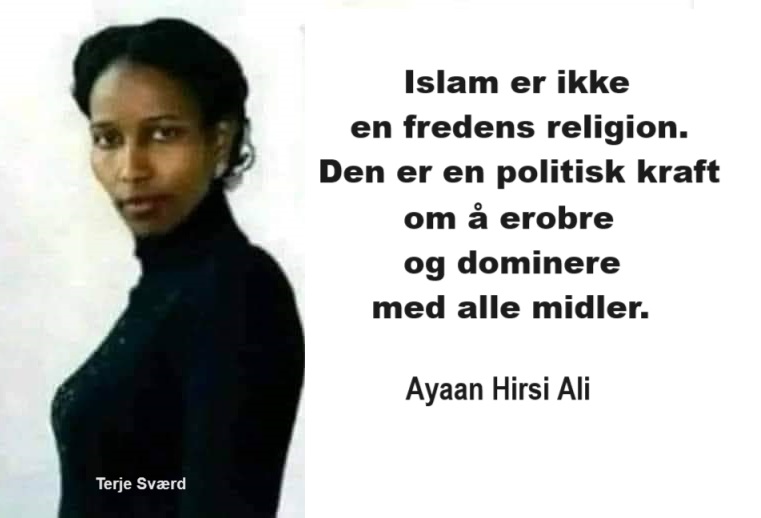 Islam er ikke
en fredens religion.
Den er en politisk kraft
om å erobre
og dominere
med alle midler.
Ayaan Hirsi Ali
Terje Sværd